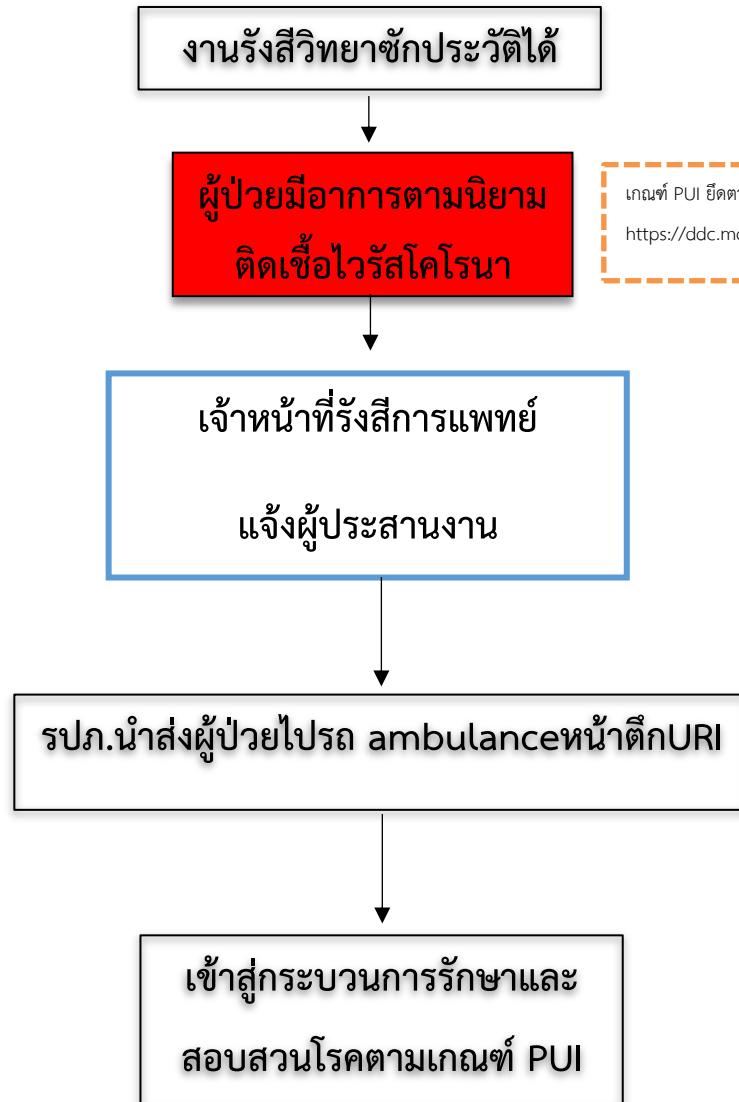 งานรังสีวิทยาซักประวัติได้
ผู้ป่วยมีอาการตามนิยาม
ติดเชื้อไวรัสโคโรนา
เกณฑ์ PUI ยึดตา
https://ddc.mo
เจ้าหน้าที่รังสีการแพทย์
แจ้งผู้ประสานงาน
รปภ.นำส่งผู้ป่วยไปรถ ambulanceหน้าตึกURI
เข้าสู่กระบวนการรักษาและ
สอบสวนโรคตามเกณฑ์ PUI